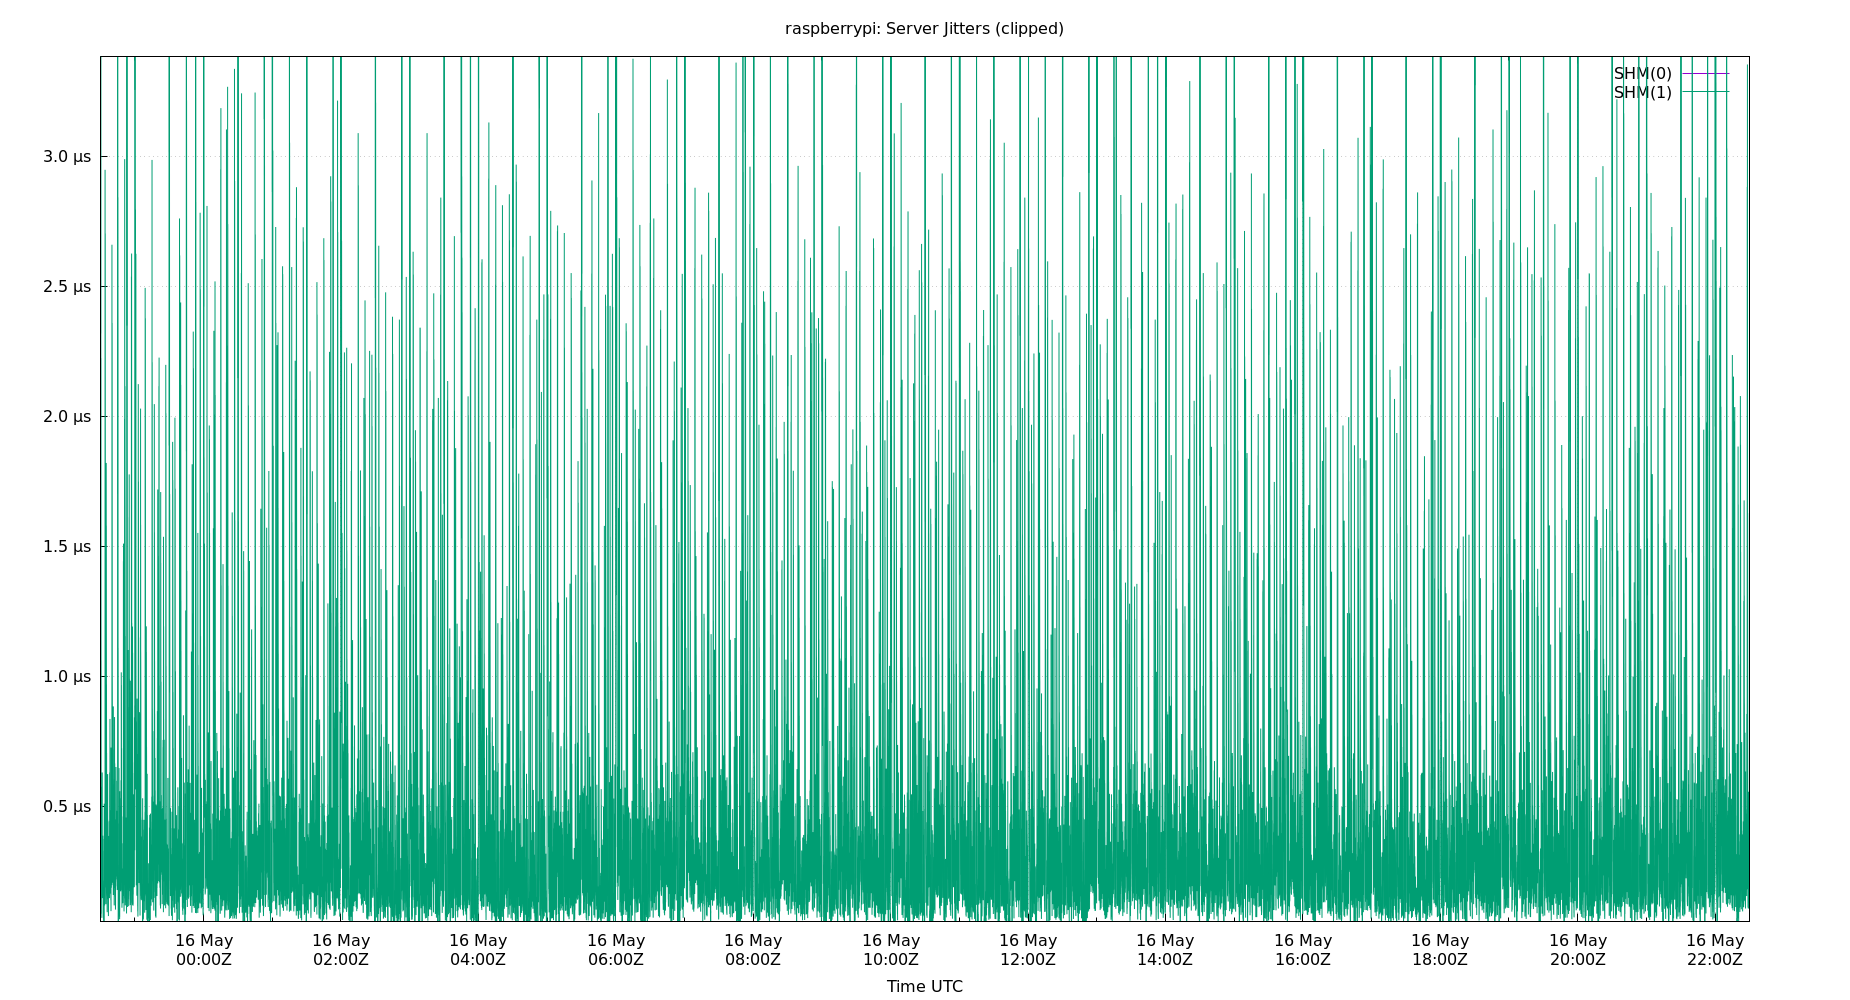 raspberrypi: Server Jitters (clipped)
SHM(0)
SHM(1)
3.0 µs
2.5 µs
2.0 µs
1.5 µs
1.0 µs
0.5 µs
16 May 16 May 16 May 16 May 16 May 16 May 16 May 16 May 16 May 16 May 16 May 16 May
00:00Z 02:00Z 04:00Z 06:00Z 08:00Z 10:00Z 12:00Z 14:00Z 16:00Z 18:00Z 20:00Z 22:00Z
Time UTC